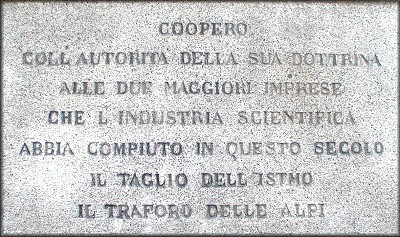 COOPERO
COLL' AUTORITA DELLA SUA DOTTRINA
ALLE DUE MAGGIORI IMPRESE
CHE L INDUSTRIA SCIENTIFICA
ABBIA COMPIUTO IN QUESTO SECOLO
IL TAGLIO DELL'ISTMO
IL TRAFORO DELLE ALPI